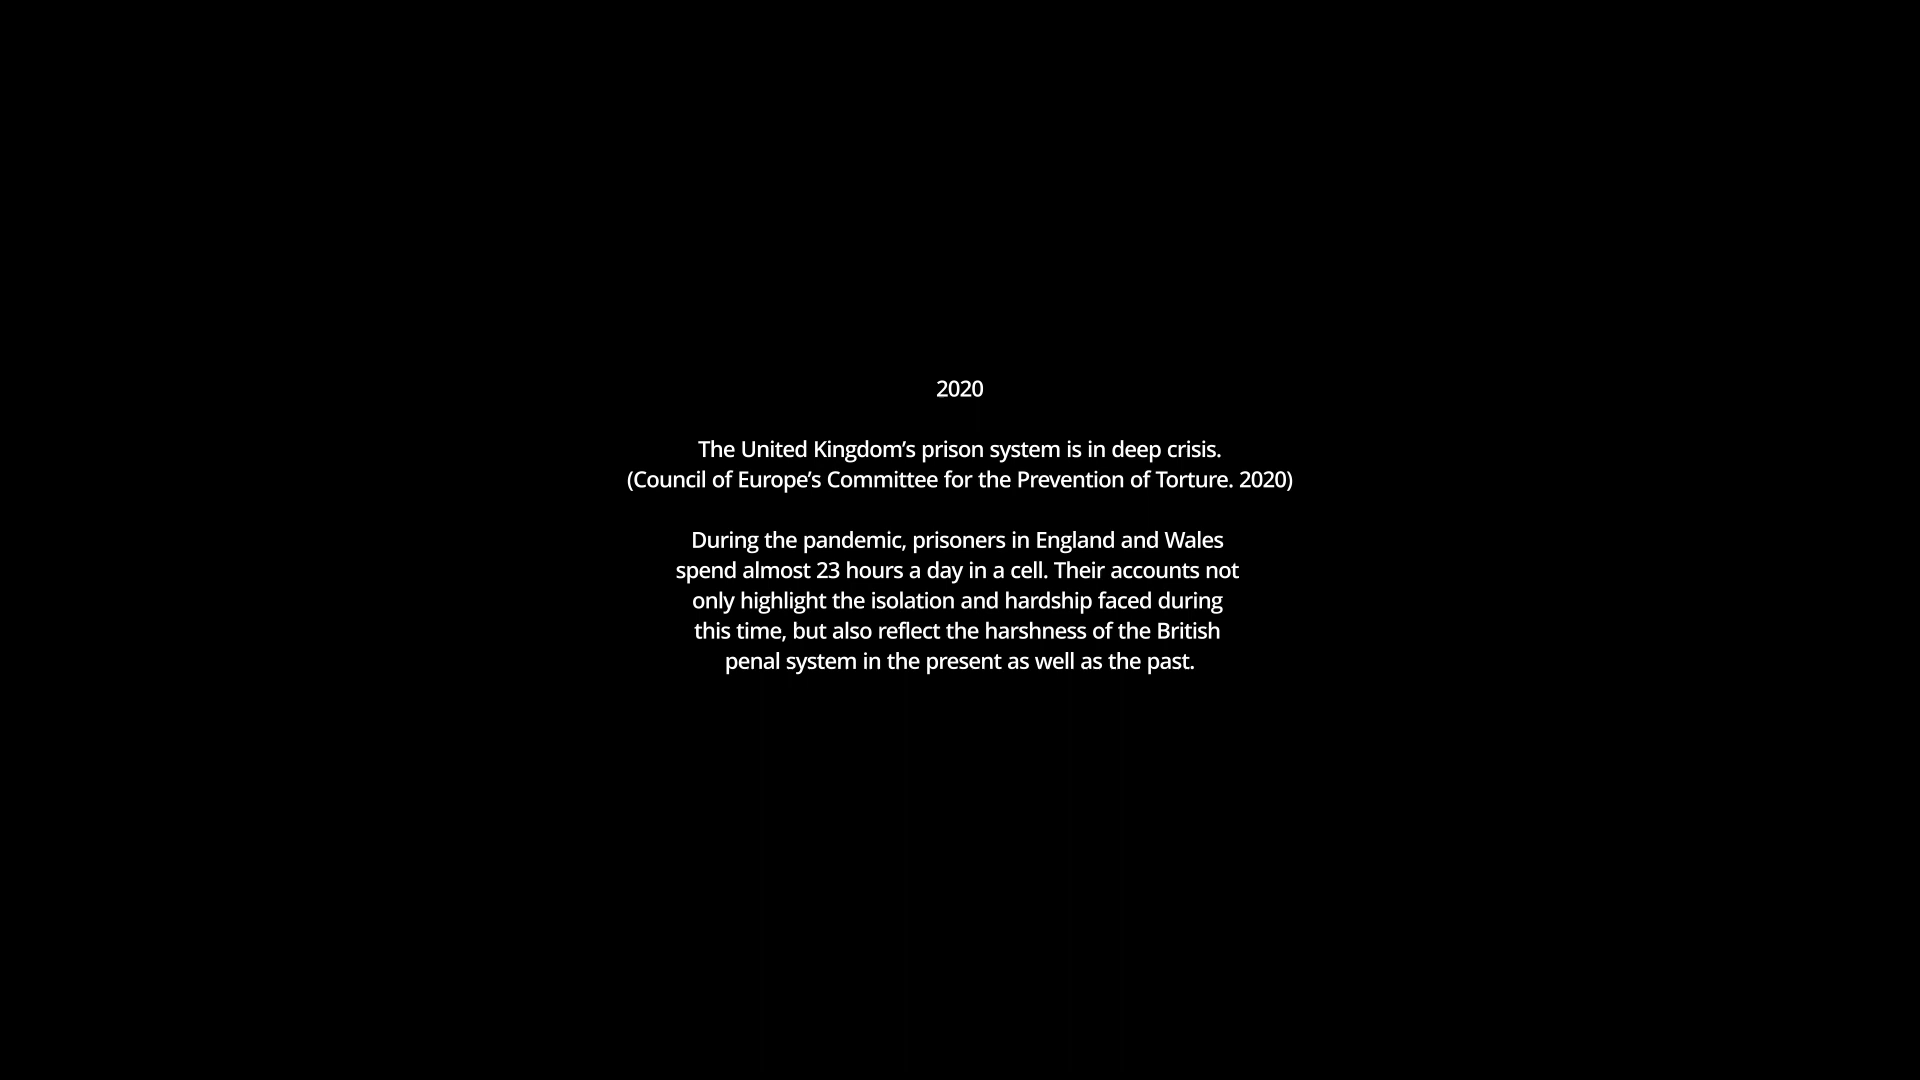 2020
The United Kingdom’s prison system is in deep crisis.
(Council of Europe’s Committee for the Prevention of Torture. 2020)
During the pandemic, prisoners in England and Wales
spend almost 23 hours a day in a cell. Their accounts not
only highlight the isolation and hardship faced during
this time, but also reflect the harshness of the British
penal system in the present as well as the past.